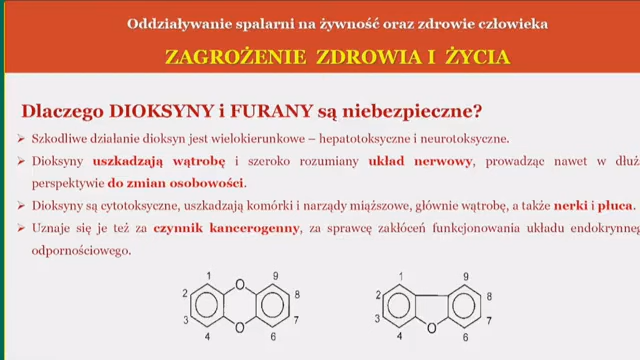 Oddziaływanie spalarni na żywność oraz zdrowie człowieka
ZAGROŻENIE ZDROWIA I ŻYCIA
Dlaczego DIOKSYNY i FURANY są niebezpieczne?
➢ Szkodliwe działanie dioksyn jest wielokierunkowe – hepatotoksyczne i neurotoksyczne.
➢ Dioksyny uszkadzają wątrobę i szeroko rozumiany układ nerwowy, prowadząc nawet w dłuż
perspektywie do zmian osobowości.
➢ Dioksyny są cytotoksyczne, uszkadzają komórki i narządy miąższowe, głównie wątrobę, a także nerki i płuca.
➢ Uznaje się je też za czynnik kancerogenny, za sprawcę zakłóceń funkcjonowania układu endokrynneg
odpornościowego.
1 O 9
2 8
3 7
4 O 6
1 9
2 8
3 7
4 O 6